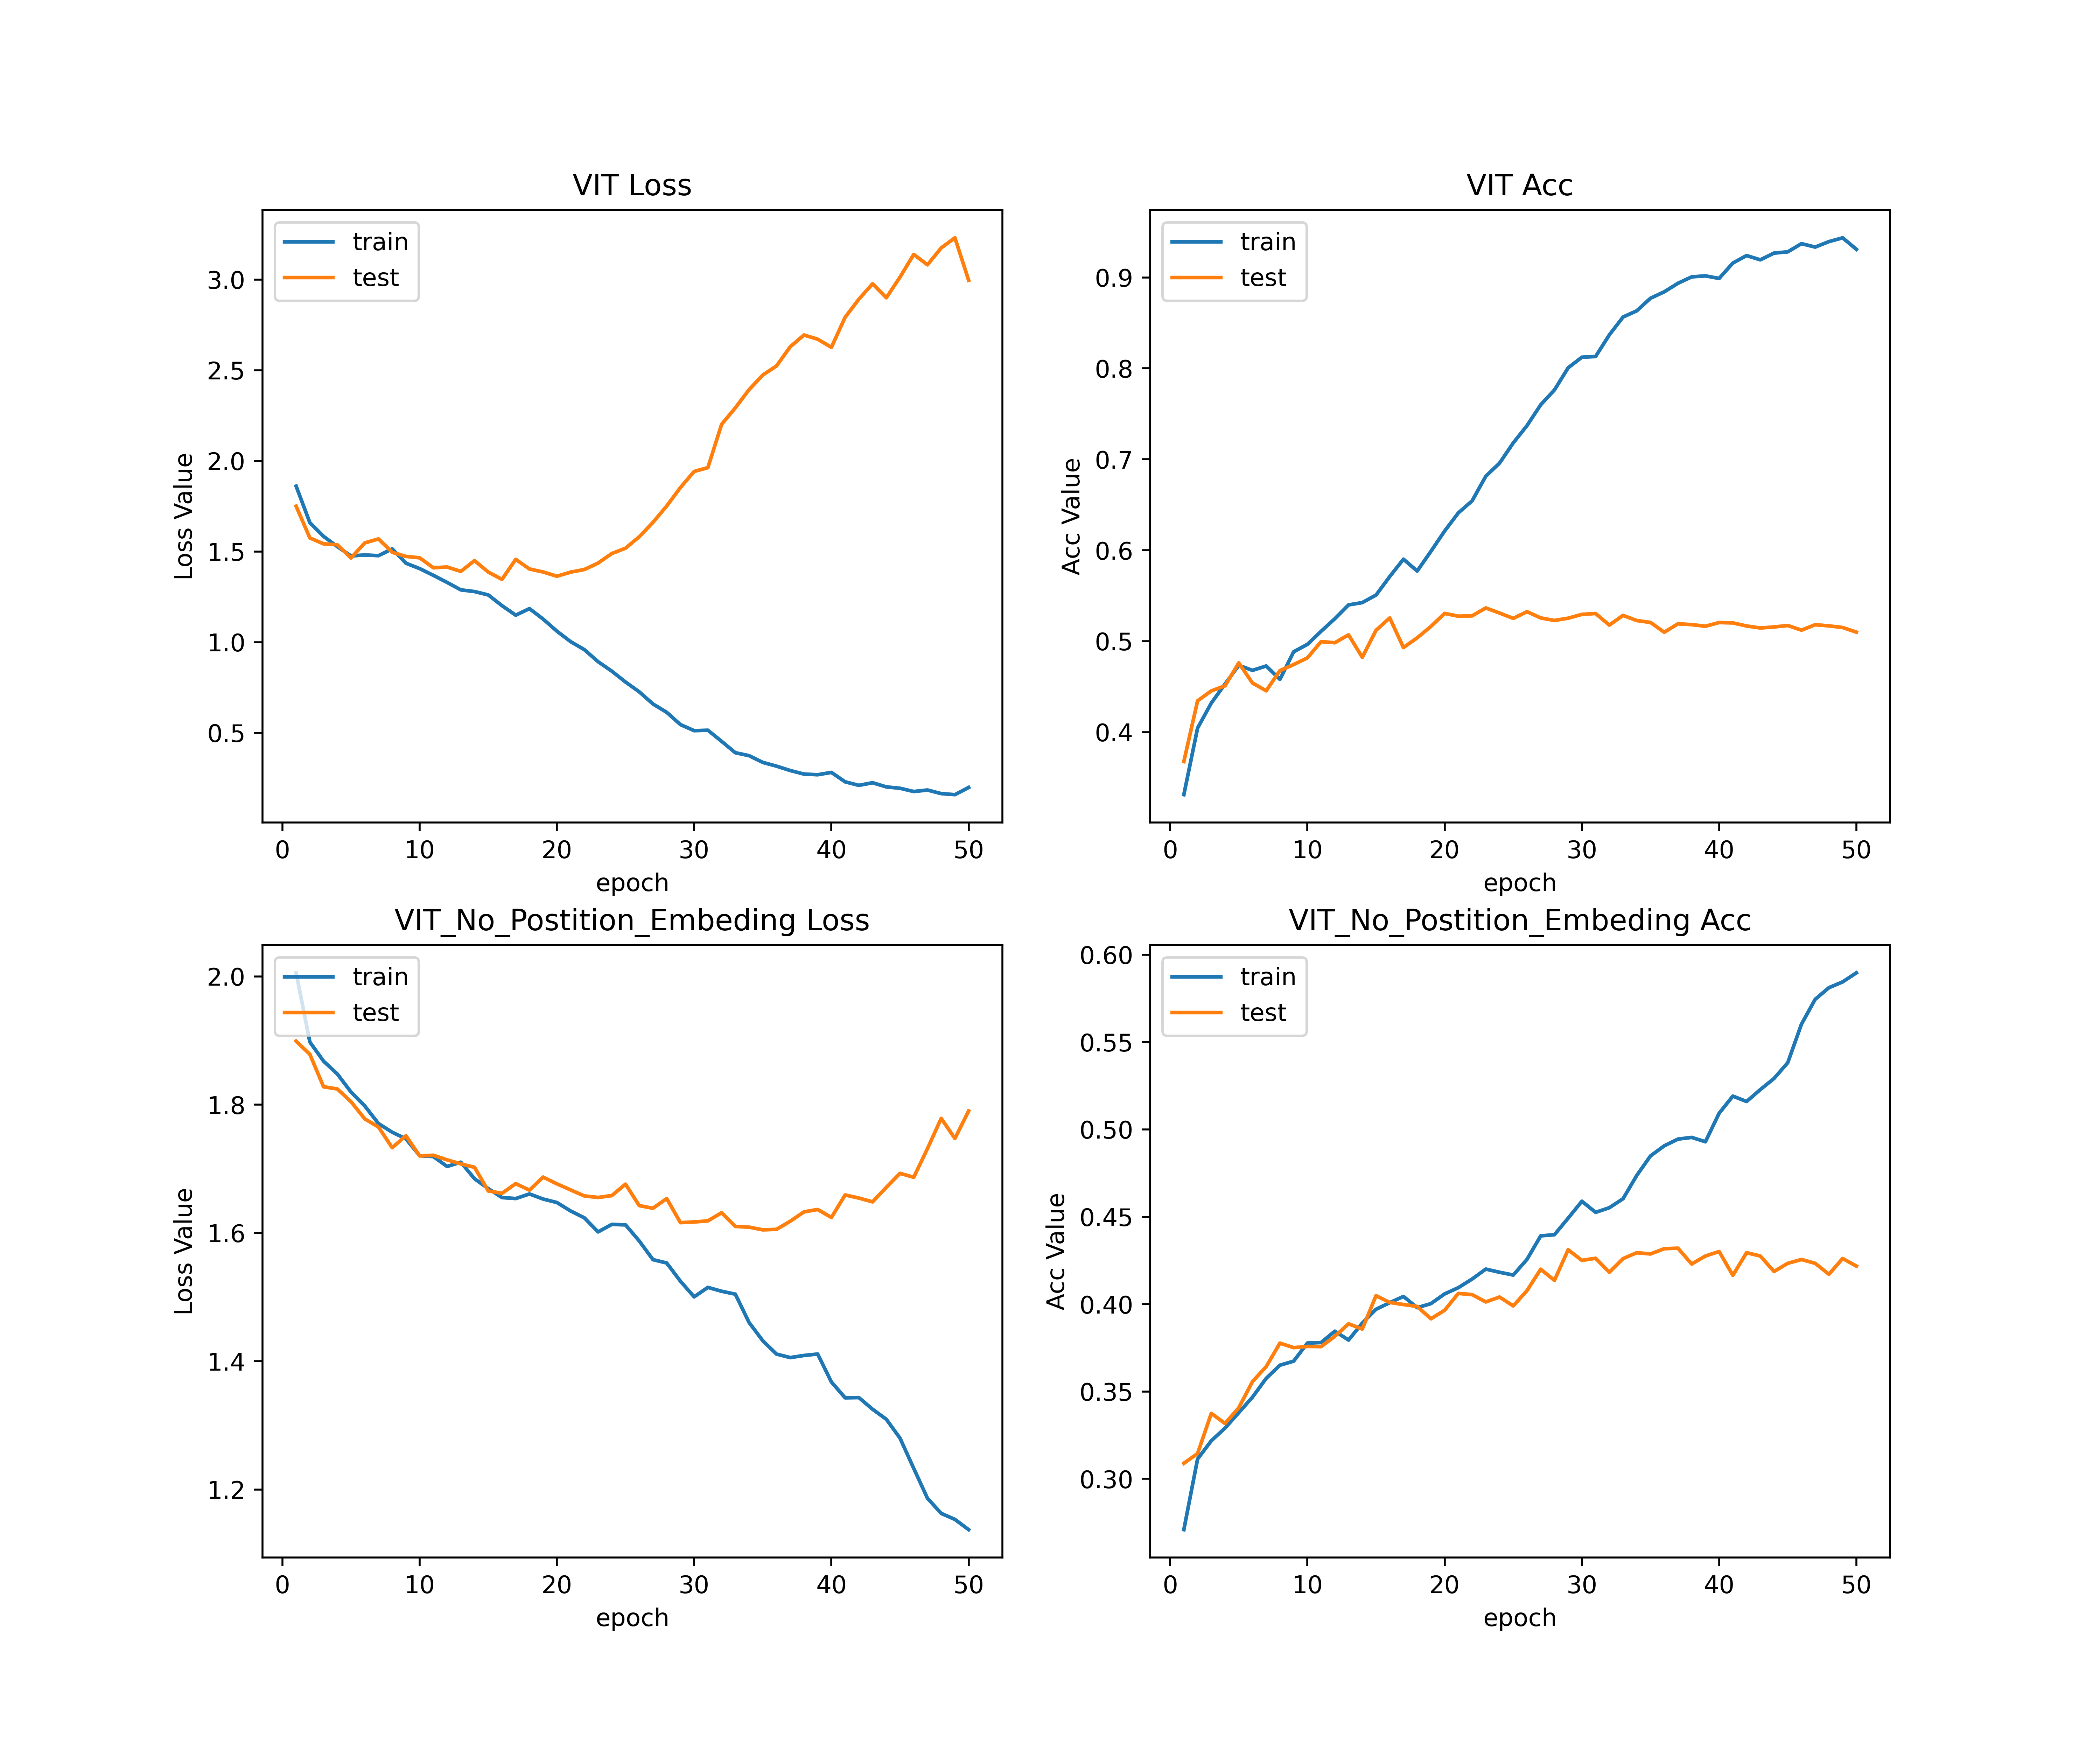 VIT Loss
train
test
Loss Value
3.0
2.5
2.0
1.5
1.0
0.5
0 10 20 30 40 50
epoch
VIT Acc
train
test
Acc Value
0.9
0.8
0.7
0.6
0.5
0.4
0 10 20 30 40 50
epoch
VIT_No_Postition_Embeding Loss
train
test
Loss Value
2.0
1.8
1.6
1.4
1.2
0 10 20 30 40 50
epoch
VIT_No_Postition_Embeding Acc
train
test
Acc Value
0.60
0.55
0.50
0.45
0.40
0.35
0.30
0 10 20 30 40 50
epoch